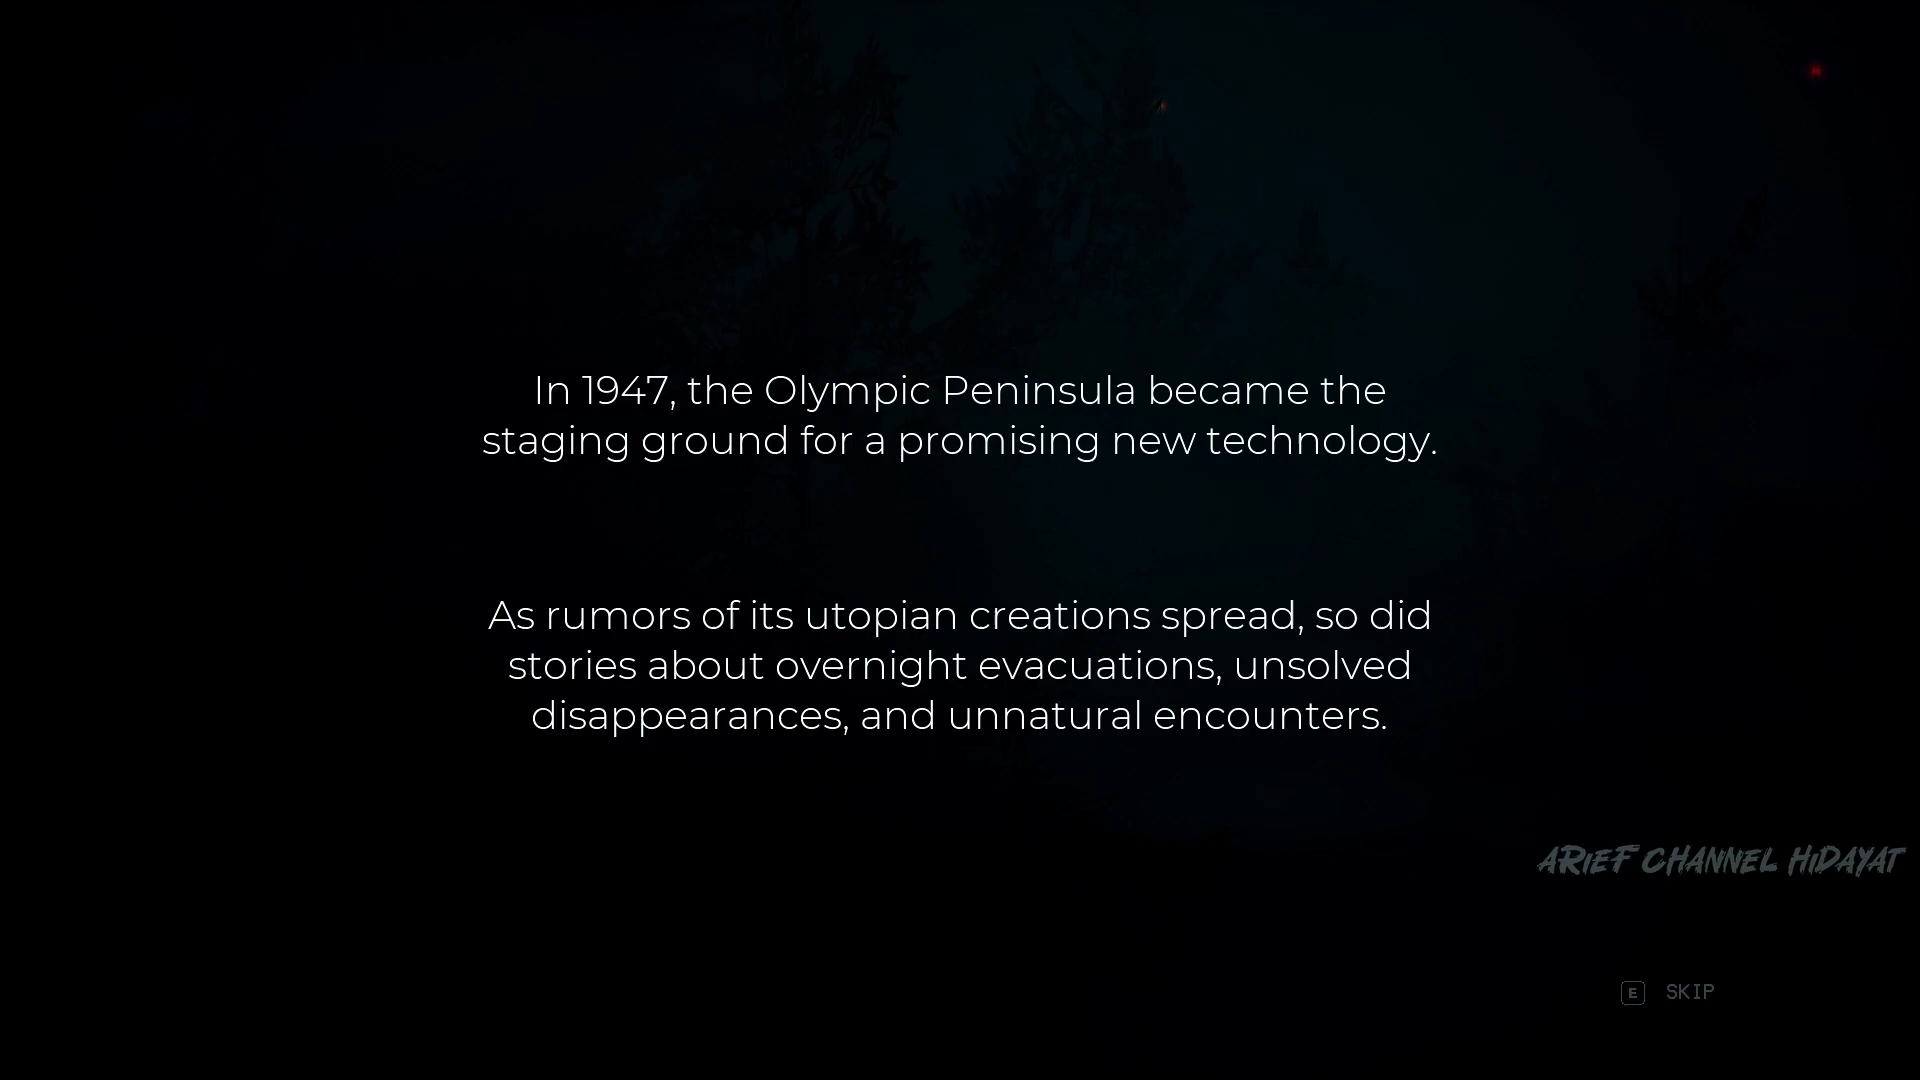 In 1947, the Olympic Peninsula became the
staging ground for a promising new technology.
As rumors of its utopian creations spread, so did
stories about overnight evacuations, unsolved
disappearances, and unnatural encounters.
ARIEF CHANNEL HIDAYAT
E SKIP